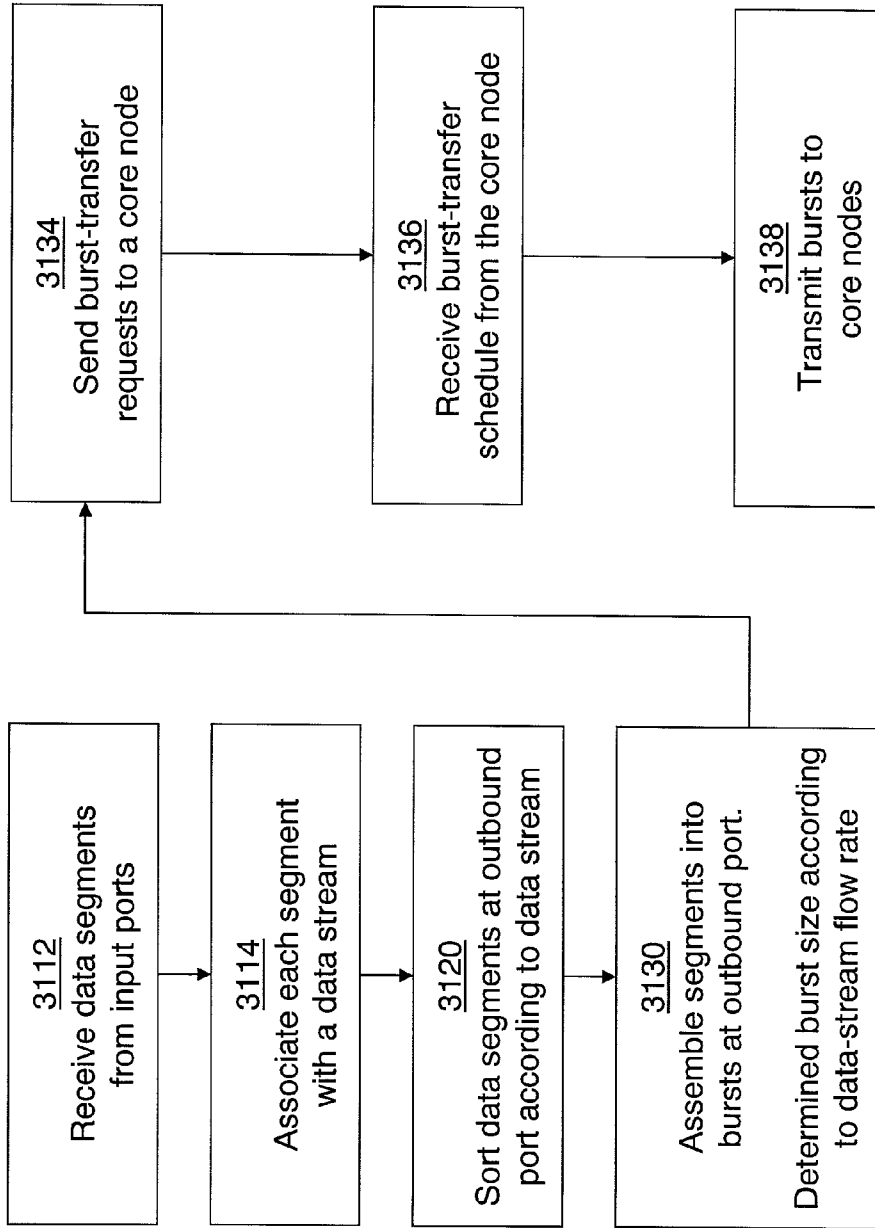 3112
Receive data segments
from input ports
3114
Associate each segment
with a data stream
3120
Sort data segments at outbound
port according to data stream
3130
Assemble segments into
bursts at outbound port.
Determined burst size according
to data-stream flow rate
3134
Send burst-transfer
requests to a core node
3136
Receive burst-transfer
schedule from the core node
3138
Transmit bursts to
core nodes